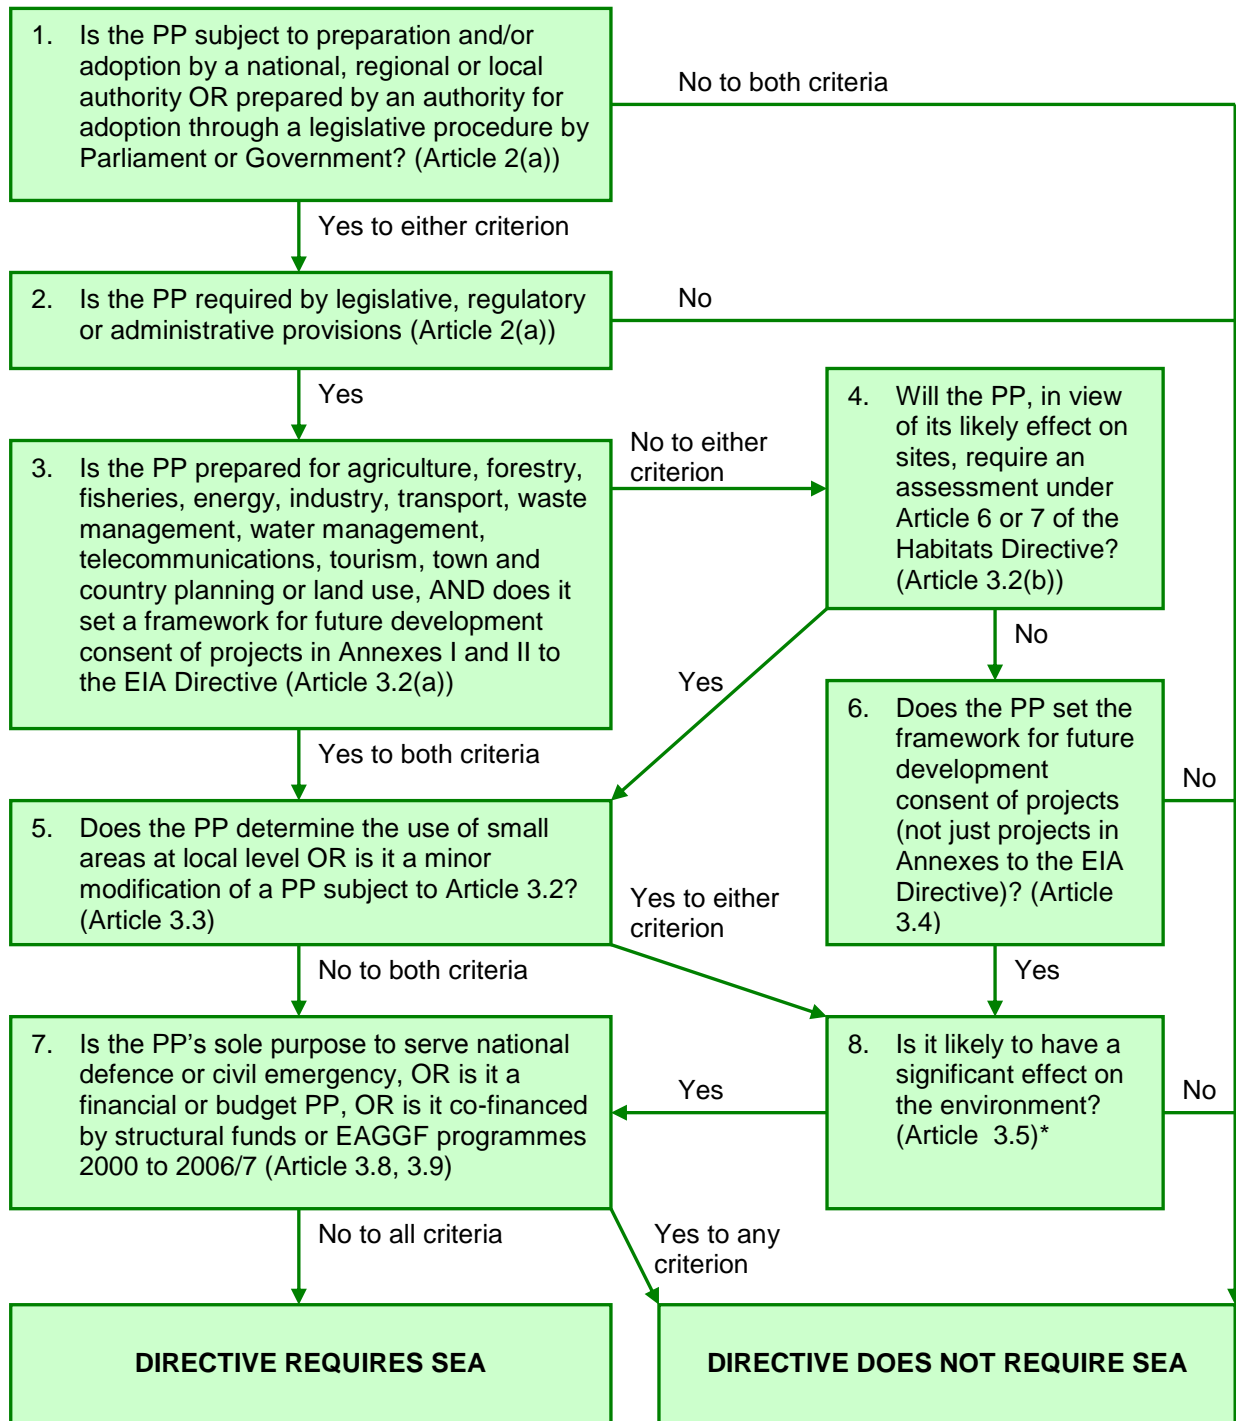 1. Is the PP subject to preparation and/or
adoption by a national, regional or local
authority OR prepared by an authority for
adoption through a legislative procedure by
Parliament or Government? (Article 2(a))
No to both criteria
Yes to either criterion
2. Is the PP required by legislative, regulatory
or administrative provisions (Article 2(a))
No
Yes
3. Is the PP prepared for agriculture, forestry,
fisheries, energy, industry, transport, waste
management, water management,
telecommunications, tourism, town and
country planning or land use, AND does it
set a framework for future development
consent of projects in Annexes I and II to
the EIA Directive (Article 3.2(a))
No to either
criterion
4. Will the PP, in view
of its likely effect on
sites, require an
assessment under
Article 6 or 7 of the
Habitats Directive?
(Article 3.2(b))
Yes
No
Yes to both criteria
5. Does the PP determine the use of small
areas at local level OR is it a minor
modification of a PP subject to Article 3.2?
(Article 3.3)
Yes to either
criterion
6. Does the PP set the
framework for future
development
consent of projects
(not just projects in
Annexes to the EIA
Directive)? (Article
3.4)
No
No to both criteria
Yes
7. Is the PP’s sole purpose to serve national
defence or civil emergency, OR is it a
financial or budget PP, OR is it co-financed
by structural funds or EAGGF programmes
2000 to 2006/7 (Article 3.8, 3.9)
Yes
8. Is it likely to have a
significant effect on
the environment?
(Article 3.5)*
No
No to all criteria
Yes to any
criterion
DIRECTIVE REQUIRES SEA
DIRECTIVE DOES NOT REQUIRE SEA